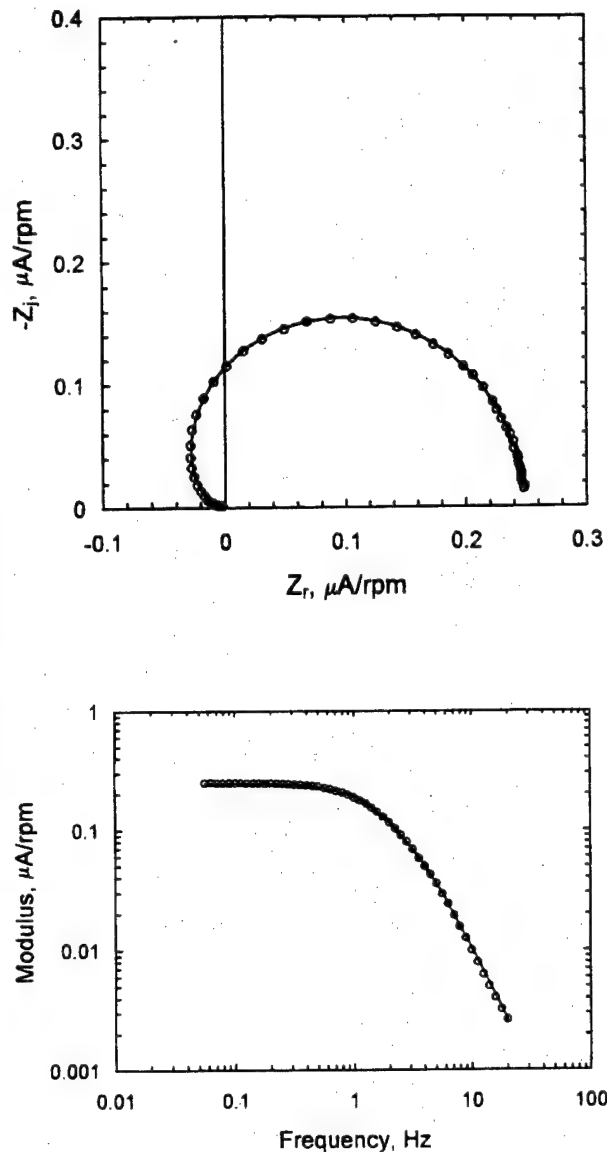 0.4
0.3
0.2
0.1
0
-Zj, μA/rpm
-0.1 0 0.1 0.2 0.3
Zr, μA/rpm
1
0.1
0.01
0.001
Modulus, μA/rpm
0.01 0.1 1 10 100
Frequency, Hz